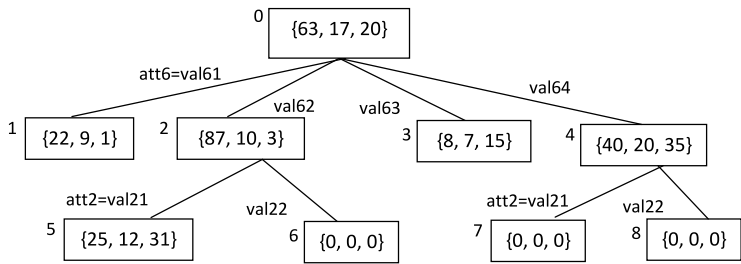 0 {63, 17, 20}
att6=val61 val62 val63 val64
1 {22, 9, 1} 2 {87, 10, 3} 3 {8, 7, 15} 4 {40, 20, 35}
att2=val21 val22 att2=val21 val22
5 {25, 12, 31} 6 {0, 0, 0} 7 {0, 0, 0} 8 {0, 0, 0}